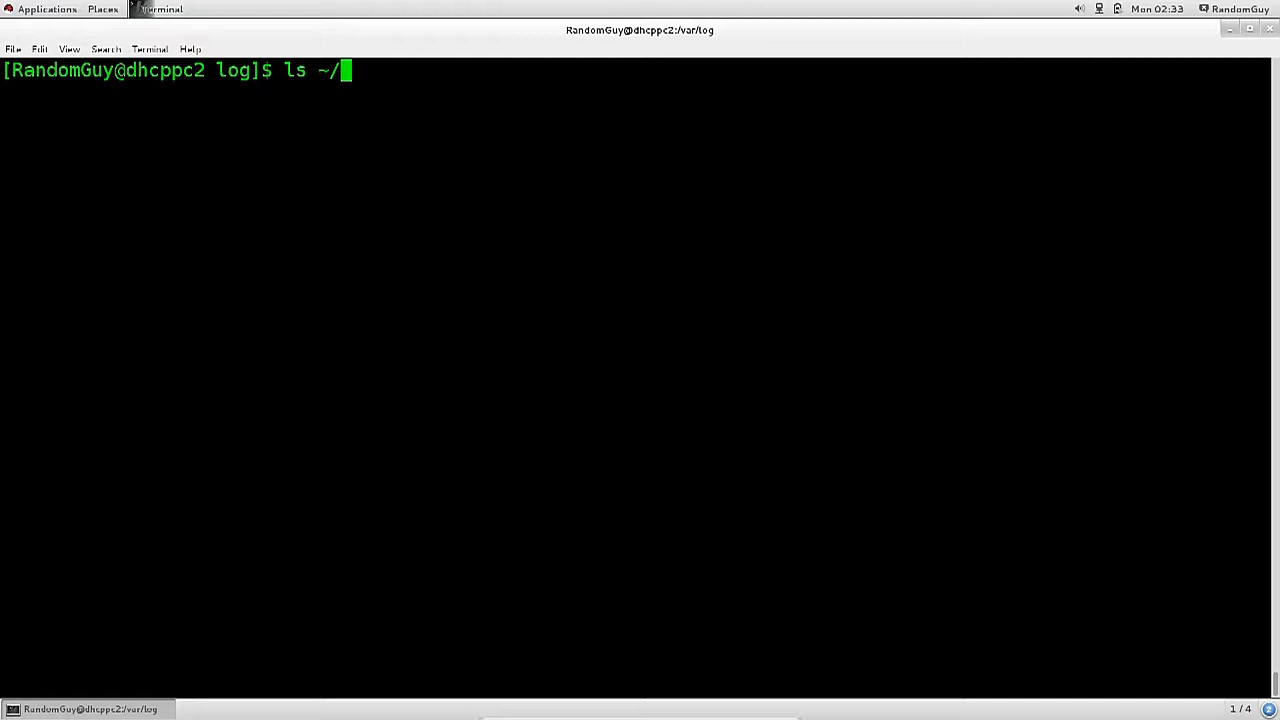 Applications Places Terminal Mon 02:33 RandomGuy
RandomGuy@dhcppc2:/var/log
File Edit View Search Terminal Help
[RandomGuy@dhcppc2 log]$ ls ~/
RandomGuy@dhcppc2:/var/log 1 / 4 2